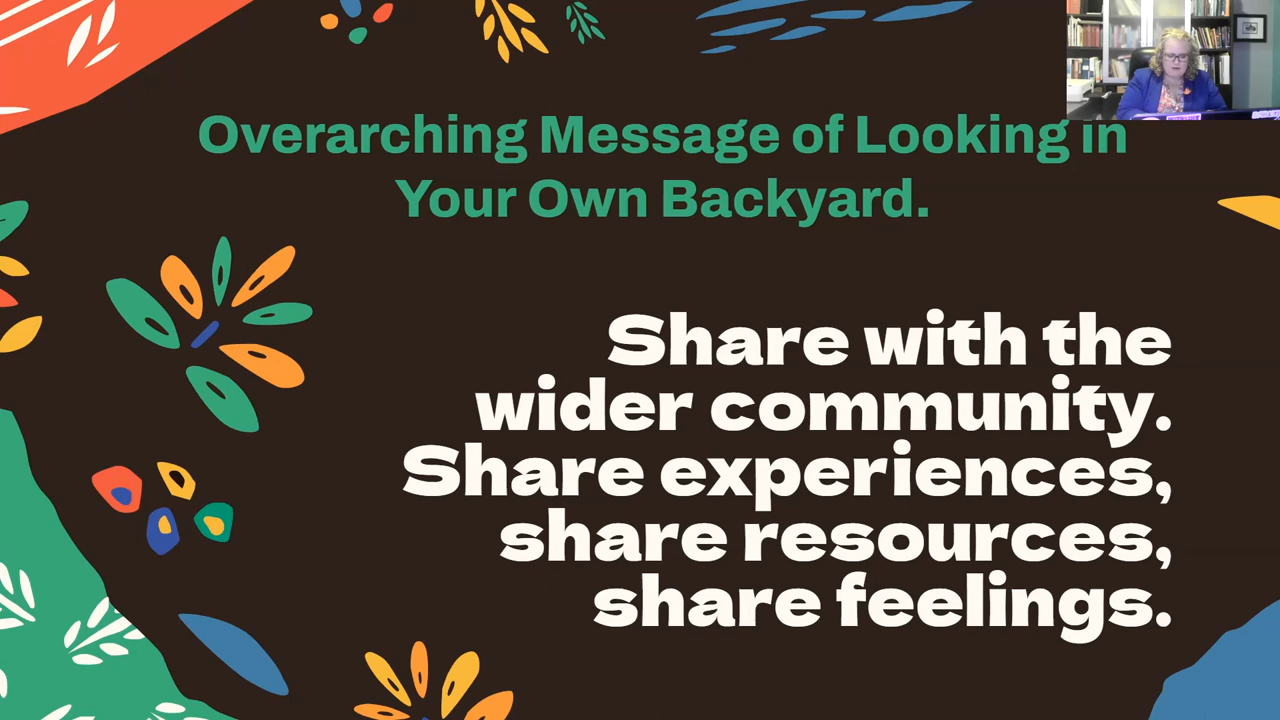 Overarching Message of Looking in
Your Own Backyard.
Share with the
wider community.
Share experiences,
share resources,
share feelings.